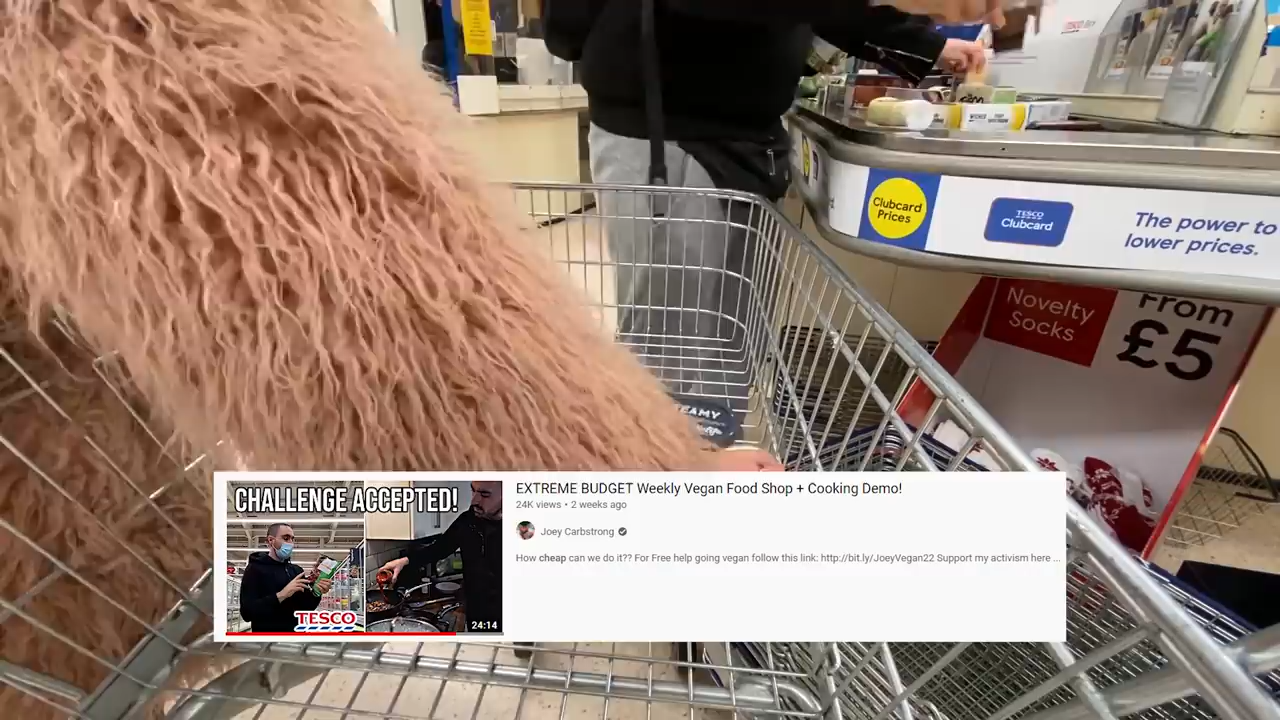 TESCO
Clubcard
Prices
TESCO
Clubcard
The power to
lower prices.
Novelty
Socks
From
£5
CHALLENGE ACCEPTED!
TESCO
24:14
EXTREME BUDGET Weekly Vegan Food Shop + Cooking Demo!
24K views • 2 weeks ago
Joey Carbstrong
How cheap can we do it?? For Free help going vegan follow this link: http://bit.ly/JoeyVegan22 Support my activism here ...